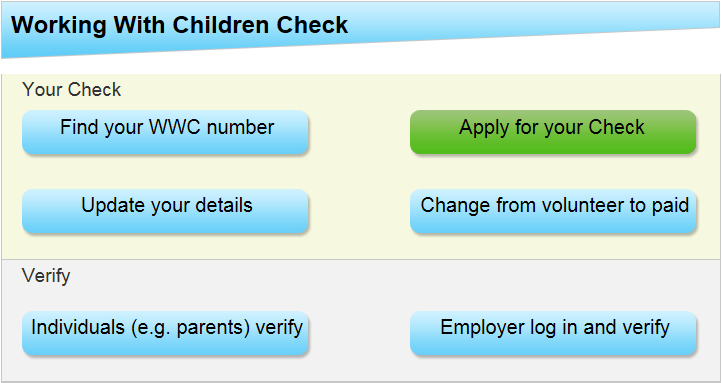 Working With Children Check
Your Check
Find your WWC number
Apply for your Check
Update your details
Change from volunteer to paid
Verify
Individuals (e.g. parents) verify
Employer log in and verify